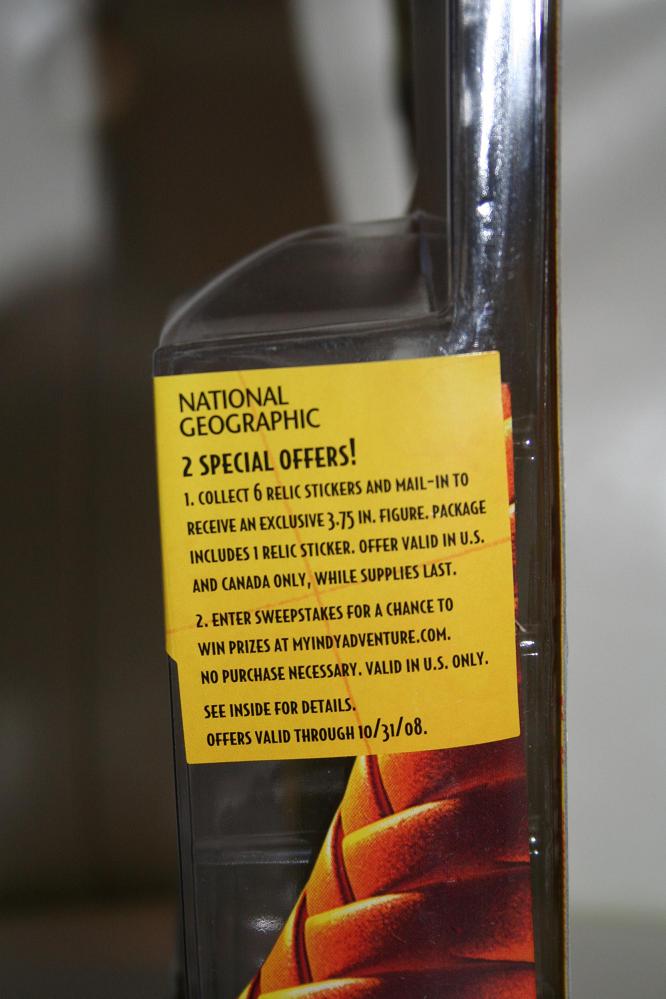 NATIONAL
GEOGRAPHIC
2 SPECIAL OFFERS!
1. COLLECT 6 RELIC STICKERS AND MAIL-IN TO
RECEIVE AN EXCLUSIVE 3.75 IN. FIGURE. PACKAGE
INCLUDES 1 RELIC STICKER. OFFER VALID IN U.S.
AND CANADA ONLY, WHILE SUPPLIES LAST.
2. ENTER SWEEPSTAKES FOR A CHANCE TO
WIN PRIZES AT MYINDYADVENTURE.COM.
NO PURCHASE NECESSARY. VALID IN U.S. ONLY.
SEE INSIDE FOR DETAILS.
OFFERS VALID THROUGH 10/31/08.